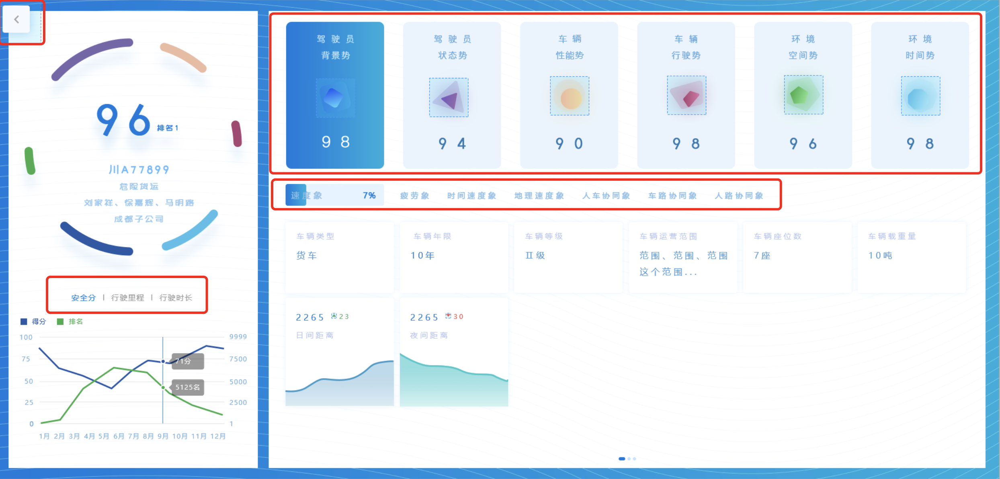 96 排名1
川A77899
危险货运
刘家祥、徐嘉辉、马明路
成都子公司
安全分 | 行驶里程 | 行驶时长
得分 排名
100 9999
75 7500
50 5000
25 2500
0 1
71分
5125名
1月 2月 3月 4月 5月 6月 7月 8月 9月 10月 11月 12月
驾驶员
背景势
98
驾驶员
状态势
94
车辆
性能势
90
车辆
行驶势
98
环境
空间势
96
环境
时间势
98
速度象 7% 疲劳象 时间速度象 地理速度象 人车协同象 车路协同象 人路协同象
车辆类型
货车
车辆年限
10年
车辆等级
II级
车辆运营范围
范围、范围、范围
这个范围...
车辆座位数
7座
车辆载重量
10吨
2265 23
日间距离
2265 30
夜间距离